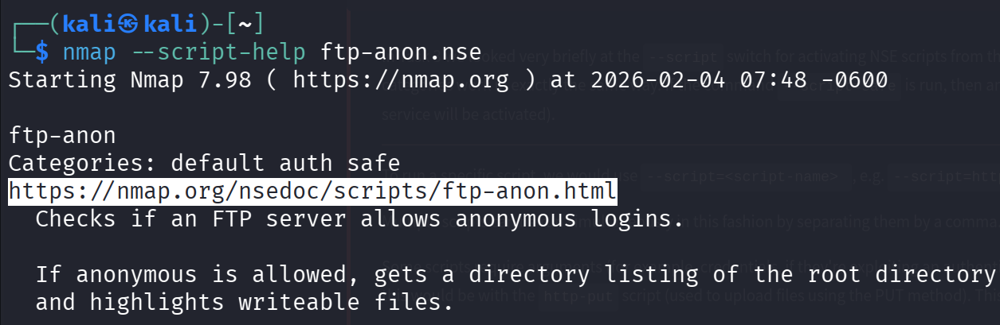 ┌──(kali㉿kali)-[~]
└─$ nmap --script-help ftp-anon.nse
Starting Nmap 7.98 ( https://nmap.org ) at 2026-02-04 07:48 -0600
ftp-anon
Categories: default auth safe
https://nmap.org/nsedoc/scripts/ftp-anon.html
Checks if an FTP server allows anonymous logins.
If anonymous is allowed, gets a directory listing of the root directory
and highlights writeable files.